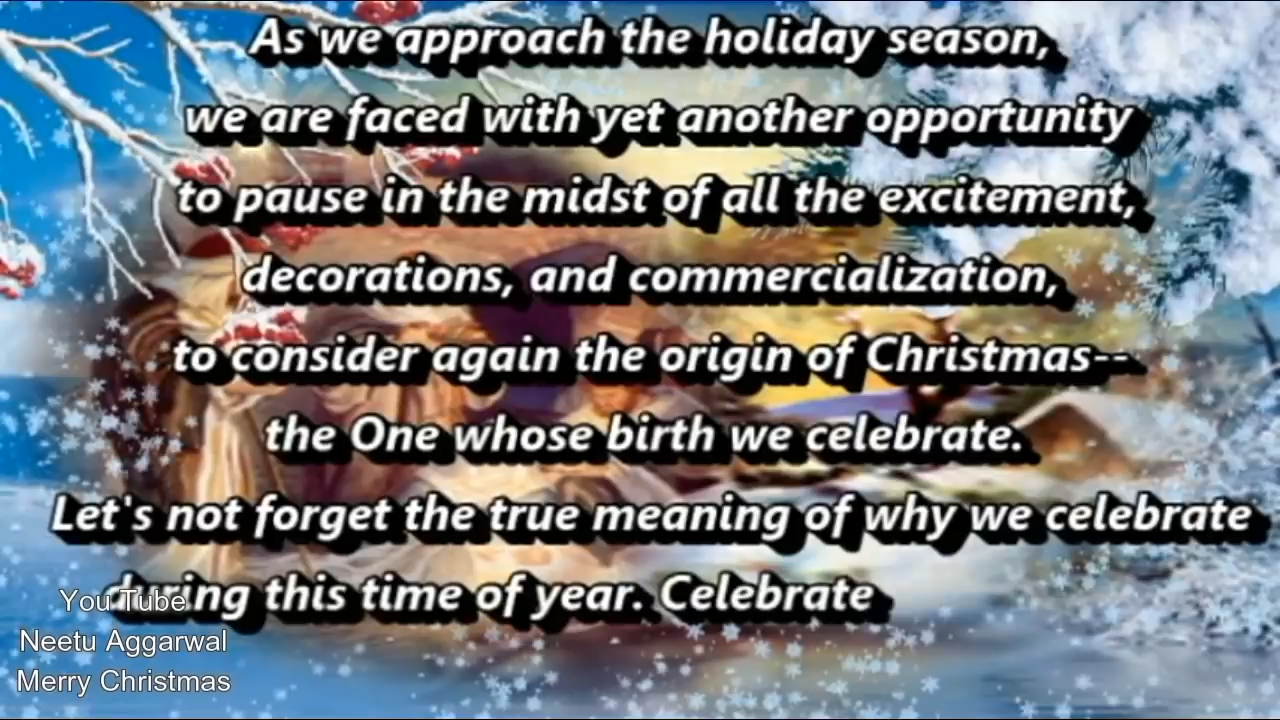 As we approach the holiday season,
we are faced with yet another opportunity
to pause in the midst of all the excitement,
decorations, and commercialization,
to consider again the origin of Christmas--
the One whose birth we celebrate.
Let's not forget the true meaning of why we celebrate
during this time of year. Celebrate
You Tube
Neetu Aggarwal
Merry Christmas